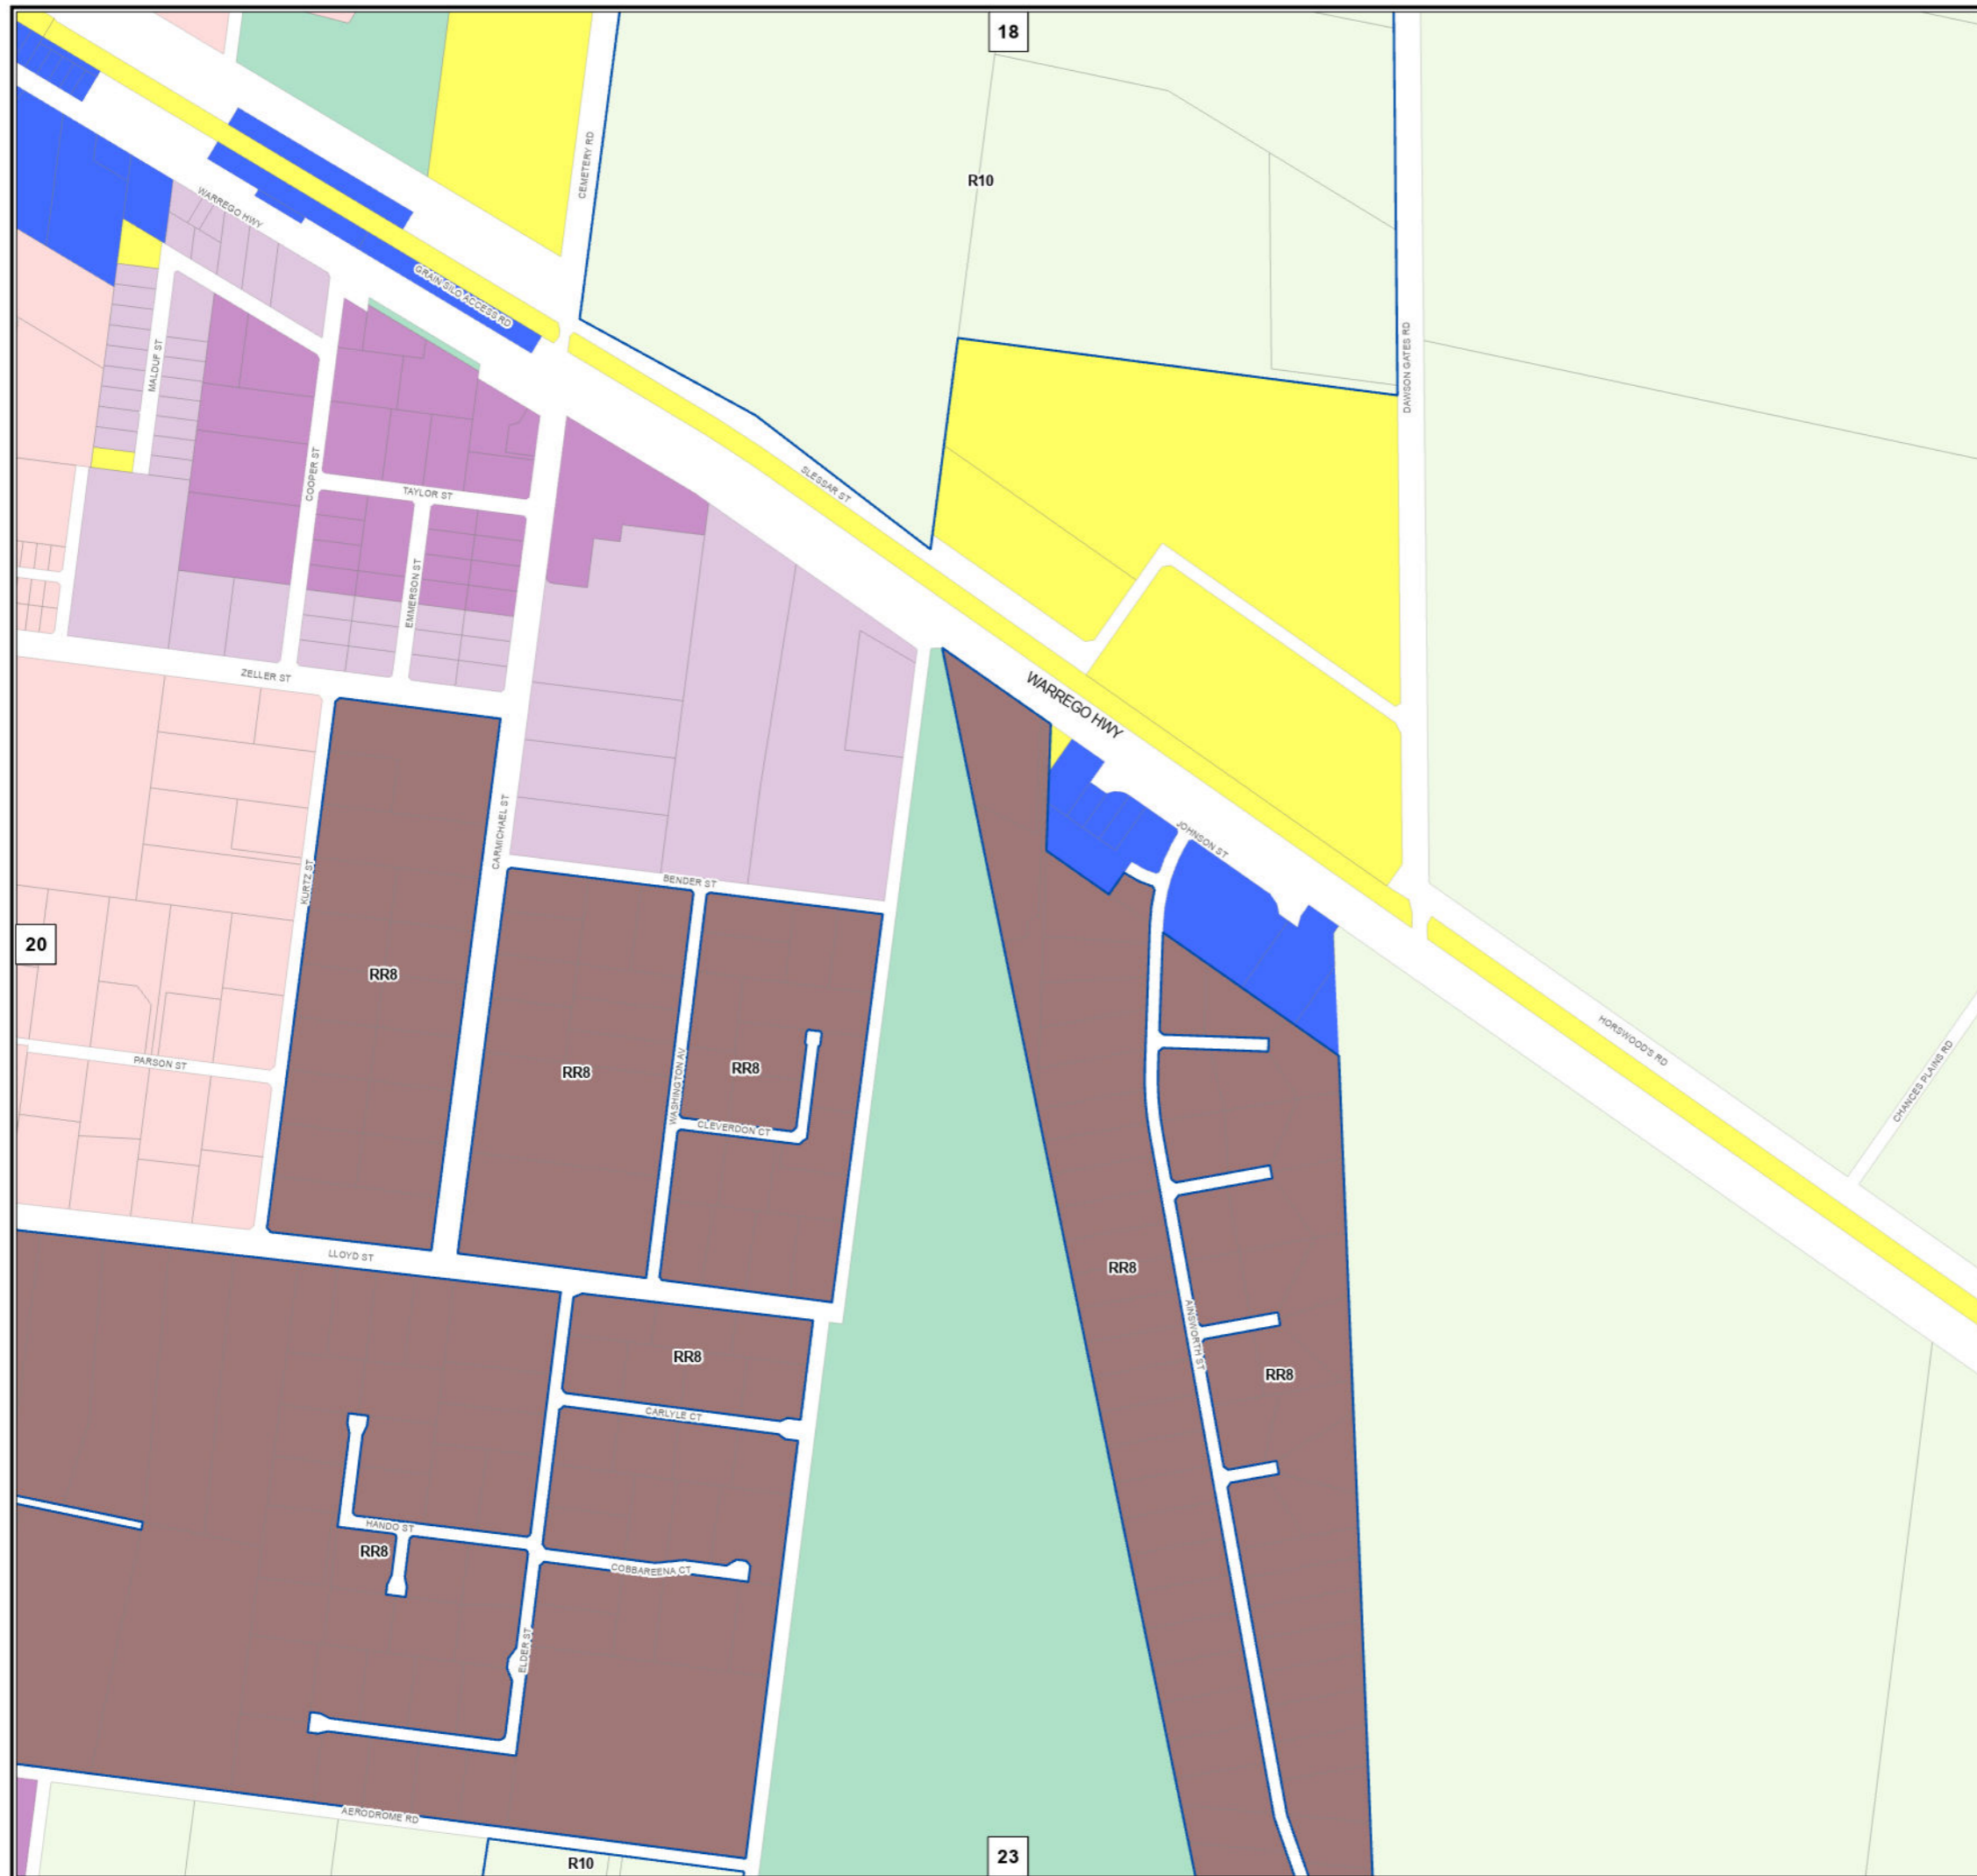 18
CEMETERY RD
R10
WARREGO HWY
GRAIN SILO ACCESS RD
MALDUF ST
DAWSON GATES RD
COOPER ST
TAYLOR ST
SLESSAR ST
EMMERSON ST
ZELLER ST
WARREGO HWY
CARMICHAEL ST
JOHNSON ST
KURTZ ST
BENDER ST
20
RR8
RR8
RR8
WASHINGTON AV
CLEVERDON CT
PARSON ST
HORSWOOD'S RD
CHANCES PLAINS RD
LLOYD ST
RR8
AINSWORTH ST
RR8
RR8
CARLYLE CT
HANDO ST
RR8
COBBAREENA CT
ELDER ST
AERODROME RD
R10
23